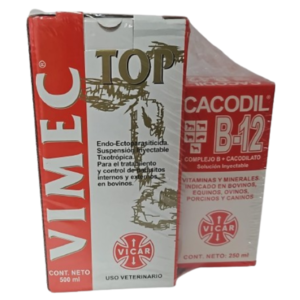 VIMEC®
TOP
Endo-Ectoparasiticida
Suspensión Inyectable
Tixotrópica.
Para el tratamiento
y control de parásitos
internos y externos
en bovinos.
VICAR
CONT. NETO
500 ml
USO VETERINARIO
CACODIL®
B-12
COMPLEJO B + CACODILATO
Solución Inyectable
VITAMINAS Y MINERALES.
INDICADO EN BOVINOS,
EQUINOS, OVINOS,
PORCINOS Y CANINOS
VICAR
CONT. NETO: 250 ml